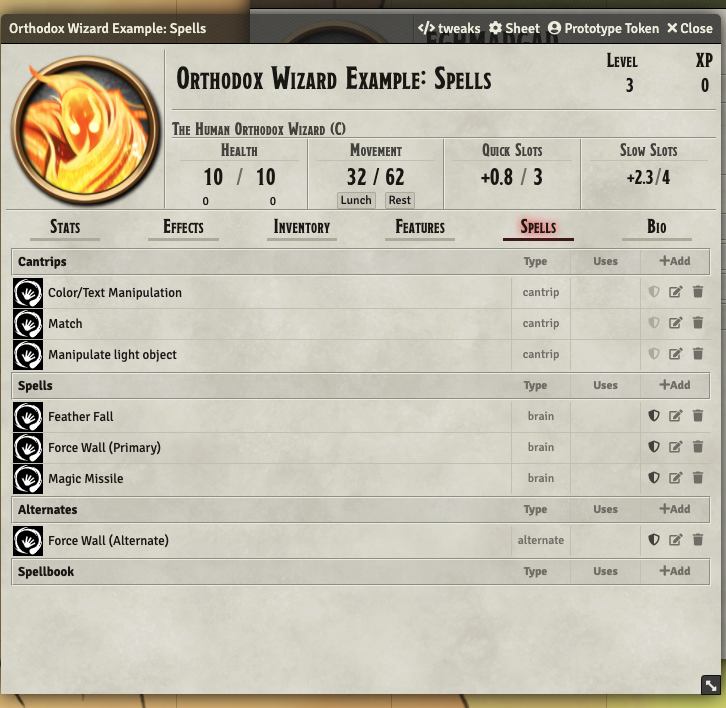 Orthodox Wizard Example: Spells
tweaks Sheet Prototype Token Close
Orthodox Wizard Example: Spells
Level XP
3 0
The Human Orthodox Wizard (C)
Health Movement Quick Slots Slow Slots
10 / 10 32 / 62 +0.8 / 3 +2.3/4
0 0 Lunch Rest
Stats Effects Inventory Features Spells Bio
Cantrips Type Uses +Add
Color/Text Manipulation cantrip
Match cantrip
Manipulate light object cantrip
Spells Type Uses +Add
Feather Fall brain
Force Wall (Primary) brain
Magic Missile brain
Alternates Type Uses +Add
Force Wall (Alternate) alternate
Spellbook Type Uses +Add